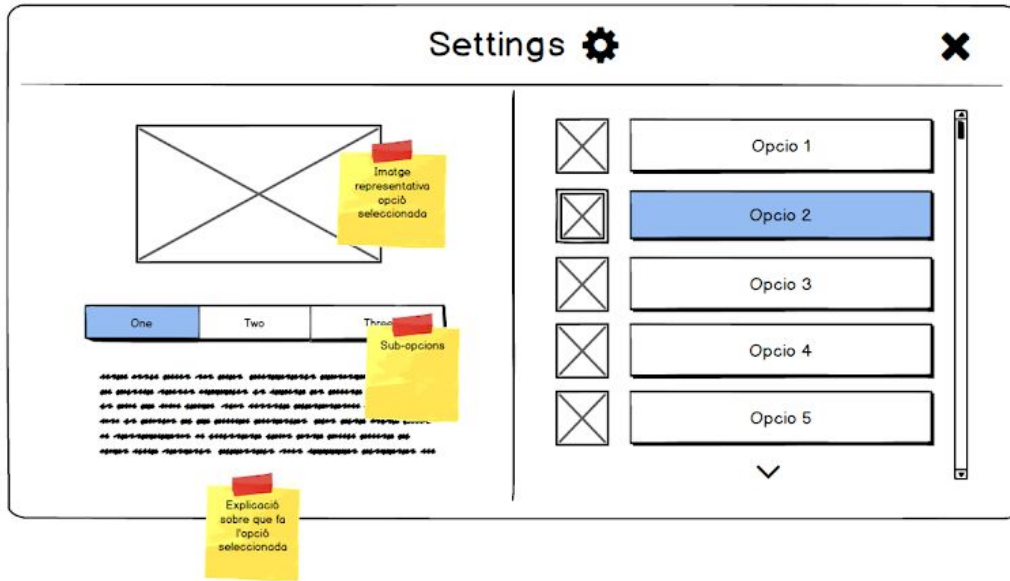 Settings
Imatge
representativa
opció
seleccionada
One
Two
Three
Sub-opcions
Explicació
sobre que fa
l'opció
seleccionada
Opcio 1
Opcio 2
Opcio 3
Opcio 4
Opcio 5